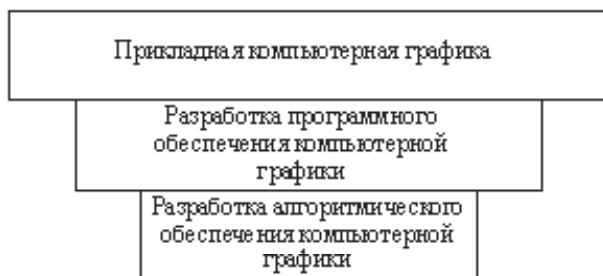 Прикладная компьютерная графика
Разработка программного
обеспечения компьютерной
графики
Разработка алгоритмического
обеспечения компьютерной
графики